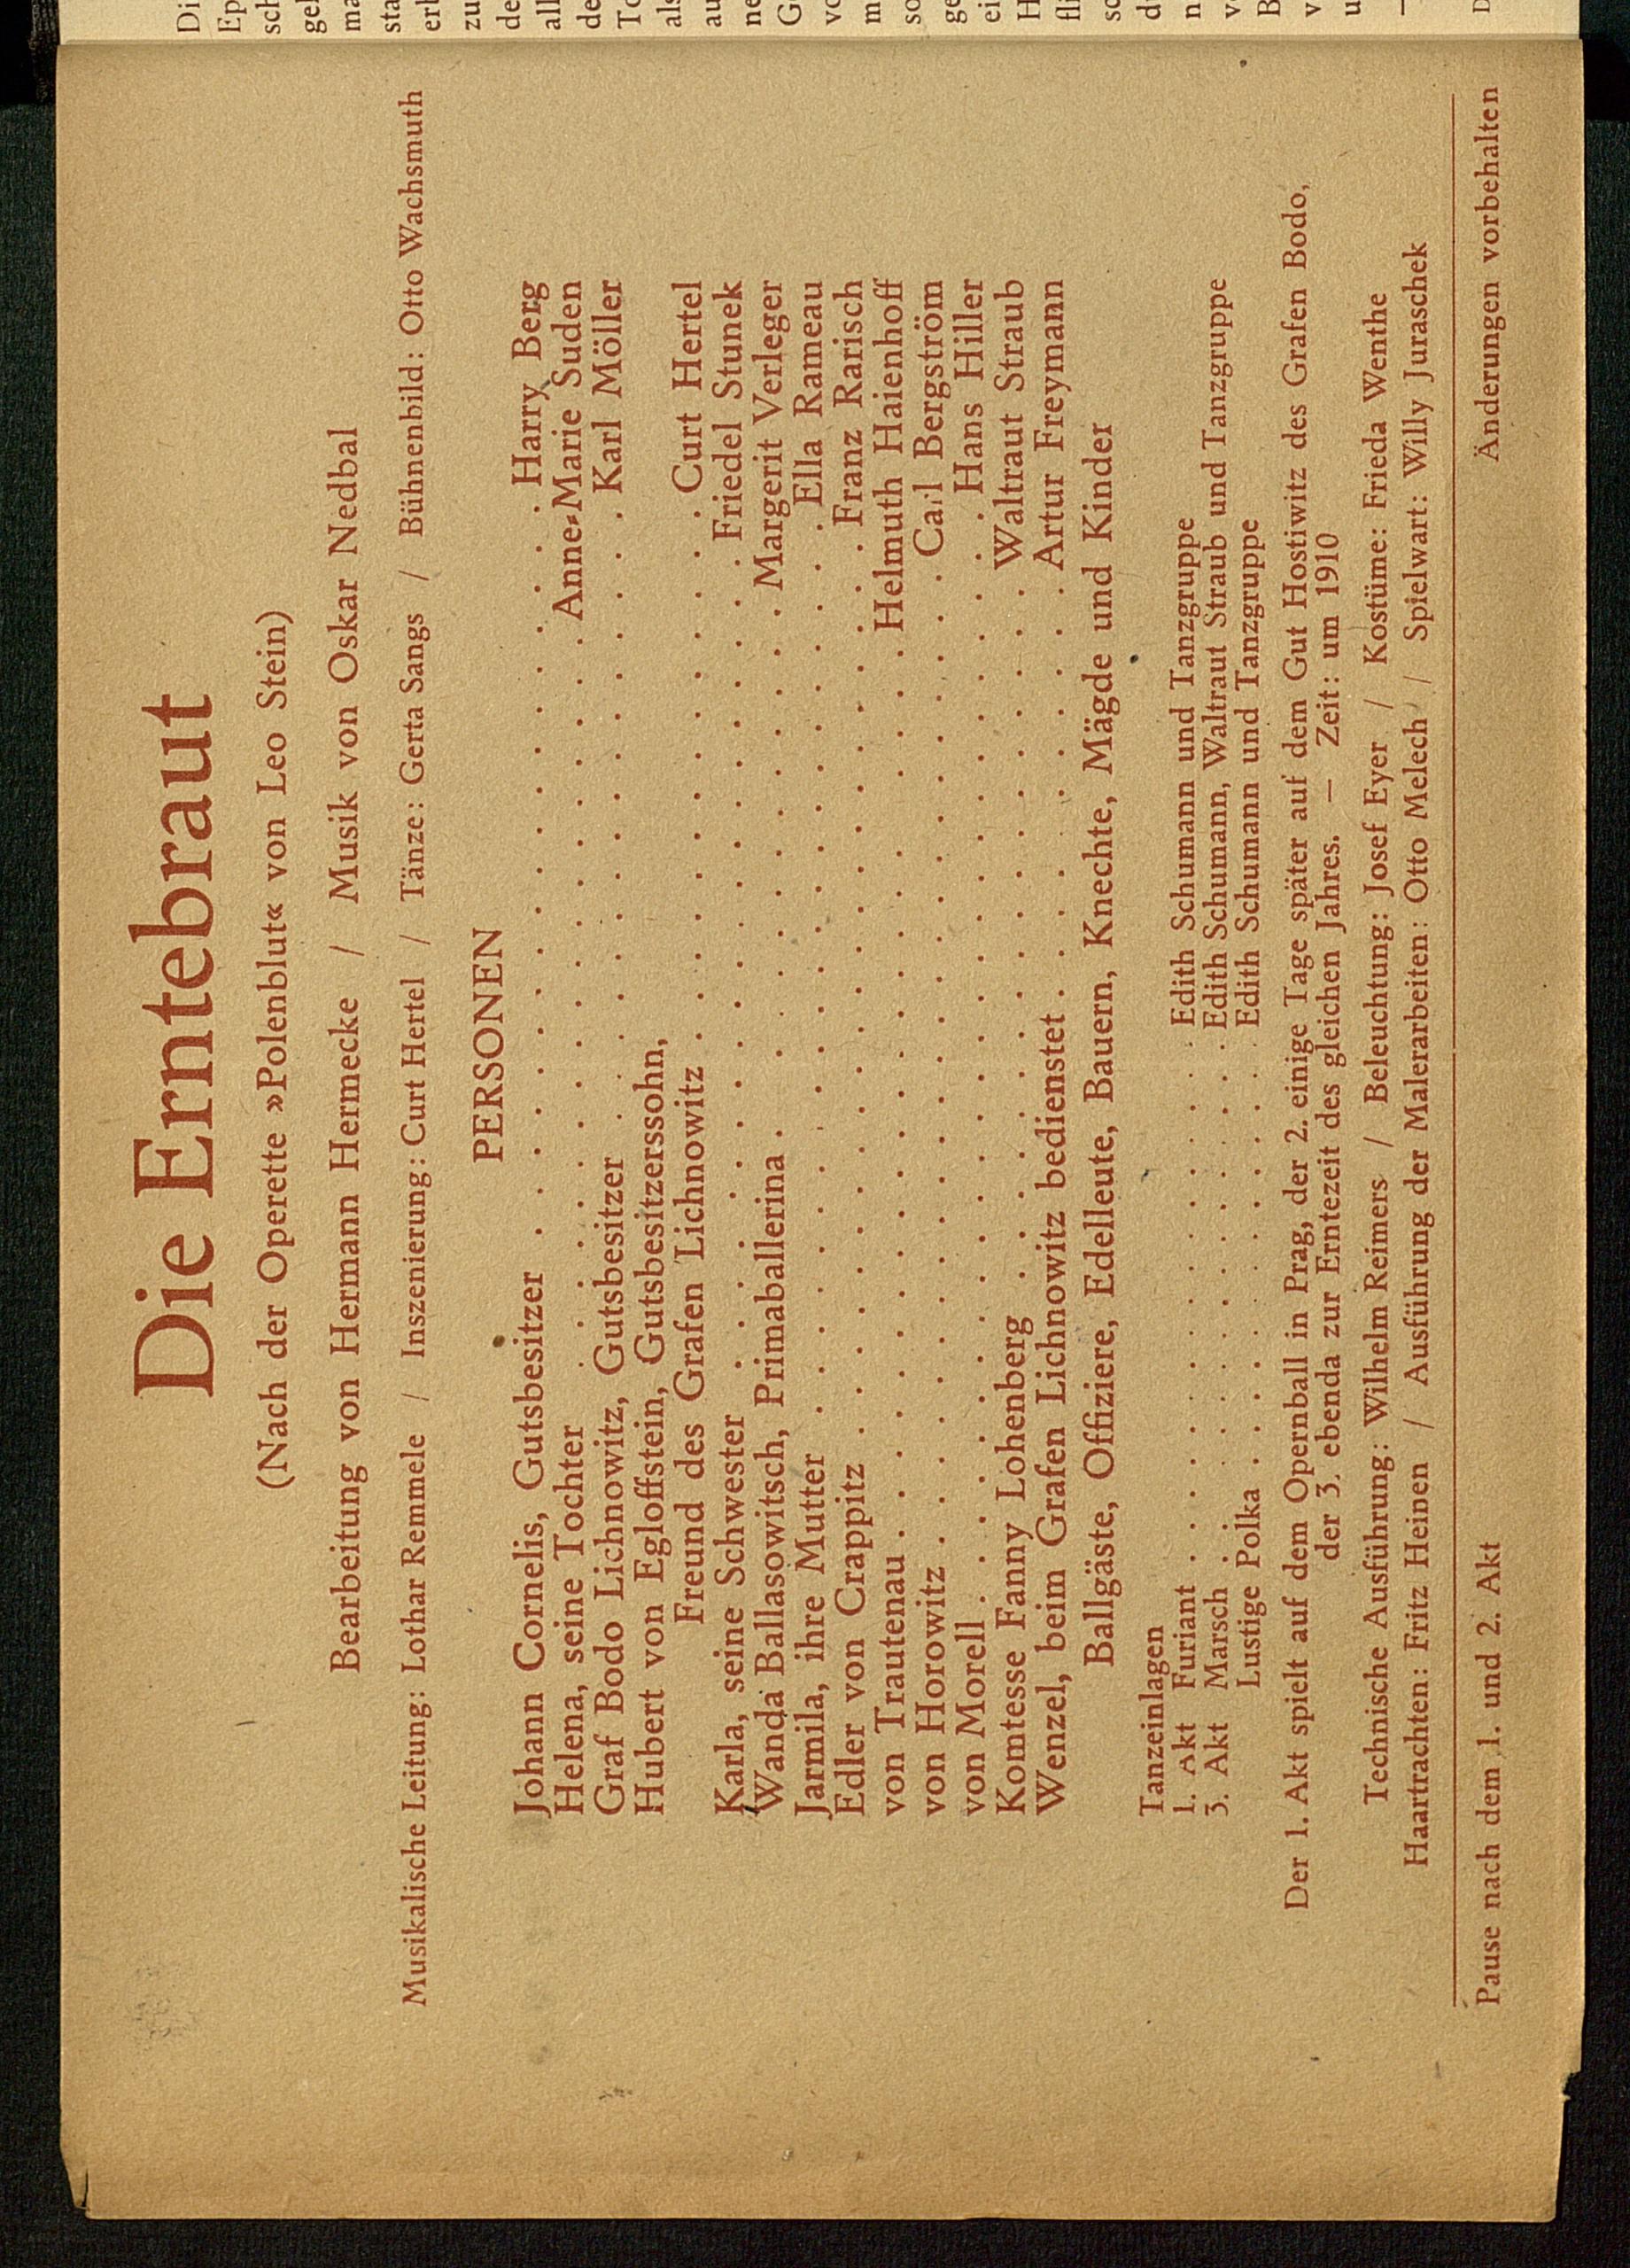 Die Erntebraut
(Nach der Operette »Polenblut« von Leo Stein)
Bearbeitung von Hermann Hermecke / Musik von Oskar Nedbal
Musikalische Leitung: Lothar Remmele / Inszenierung: Curt Hertel / Tänze: Gerta Sangs / Bühnenbild: Otto Wachsmuth
PERSONEN
Johann Cornelis, Gutsbesitzer . . . . . . . . . . . Harry Berg
Helena, seine Tochter . . . . . . . . . . . Anne-Marie Suden
Graf Bodo Lichnowitz, Gutsbesitzer . . . . . . . . . Karl Möller
Hubert von Egloffstein, Gutsbesitzerssohn,
Freund des Grafen Lichnowitz . . . . . . . . . Curt Hertel
Karla, seine Schwester . . . . . . . . . . . Friedel Stunek
Wanda Ballasowitsch, Primaballerina . . . . . . . . Margerit Verleger
Jarmila, ihre Mutter . . . . . . . . . . . . Ella Rameau
Edler von Crappitz . . . . . . . . . . . . Franz Rarisch
von Trautenau . . . . . . . . . . . . Helmuth Haienhoff
von Horowitz . . . . . . . . . . . . . Carl Bergström
von Morell . . . . . . . . . . . . . . Hans Hiller
Komtesse Fanny Lohenberg . . . . . . . . . . Waltraut Straub
Wenzel, beim Grafen Lichnowitz bedienstet . . . . . . Artur Freymann
Ballgäste, Offiziere, Edelleute, Bauern, Knechte, Mägde und Kinder
Tanzeinlagen
1. Akt Furiant . . . . . . . . . Edith Schumann und Tanzgruppe
3. Akt Marsch . . . . . . . . . Edith Schumann, Waltraut Straub und Tanzgruppe
Lustige Polka . . . . . . . Edith Schumann und Tanzgruppe
Der 1. Akt spielt auf dem Opernball in Prag, der 2. einige Tage später auf dem Gut Hostiwitz des Grafen Bodo,
der 3. ebenda zur Erntezeit des gleichen Jahres. — Zeit: um 1910
Technische Ausführung: Wilhelm Reimers / Beleuchtung: Josef Eyer / Kostüme: Frieda Wenthe
Haartrachten: Fritz Heinen / Ausführung der Malerarbeiten: Otto Melech / Spielwart: Willy Juraschek
Pause nach dem 1. und 2. Akt Änderungen vorbehalten